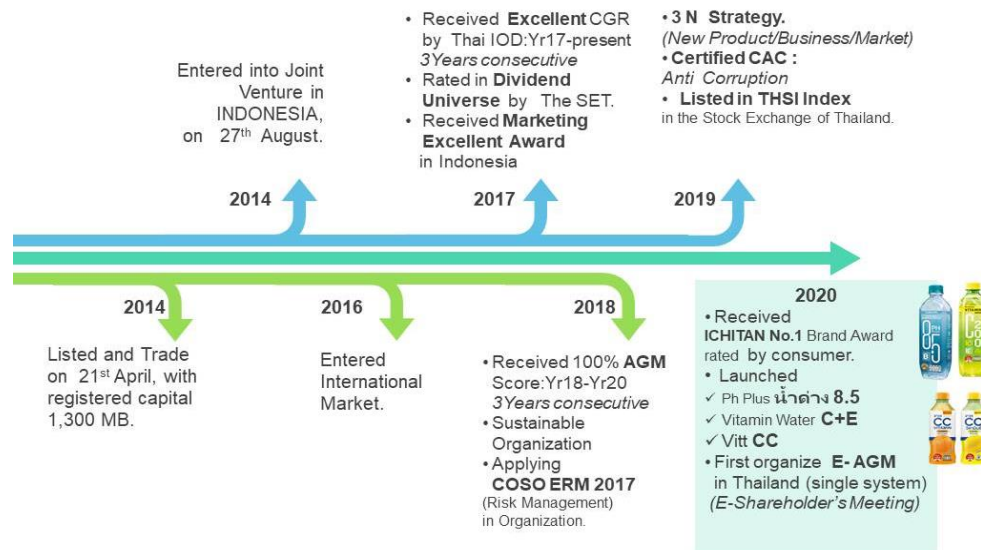 • Received Excellent CGR
by Thai IOD:Yr17-present
3Years consecutive
• Rated in Dividend
Universe by The SET.
• Received Marketing
Excellent Award
in Indonesia
• 3 N Strategy.
(New Product/Business/Market)
• Certified CAC :
Anti Corruption
• Listed in THSI Index
in the Stock Exchange of Thailand.
Entered into Joint
Venture in
INDONESIA,
on 27th August.
2014
2017
2019
2014
2016
2018
2020
Listed and Trade
on 21st April, with
registered capital
1,300 MB.
Entered
International
Market.
• Received 100% AGM
Score:Yr18-Yr20
3Years consecutive
• Sustainable
Organization
• Applying
COSO ERM 2017
(Risk Management)
in Organization.
• Received
ICHITAN No.1 Brand Award
rated by consumer.
• Launched
✓ Ph Plus น้ำด่าง 8.5
✓ Vitamin Water C+E
✓ Vitt CC
• First organize E- AGM
in Thailand (single system)
(E-Shareholder's Meeting)
8.5
CC
CC